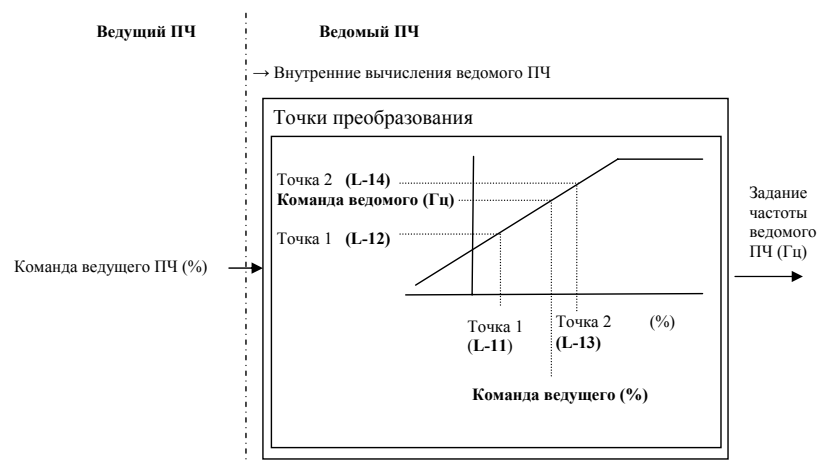 Ведущий ПЧ
Ведомый ПЧ
→ Внутренние вычисления ведомого ПЧ
Точки преобразования
Точка 2 (L-14)
Команда ведомого (Гц)
Точка 1 (L-12)
Команда ведущего ПЧ (%)
Задание
частоты
ведомого
ПЧ (Гц)
Точка 1
(L-11)
Точка 2
(L-13)
(%)
Команда ведущего (%)